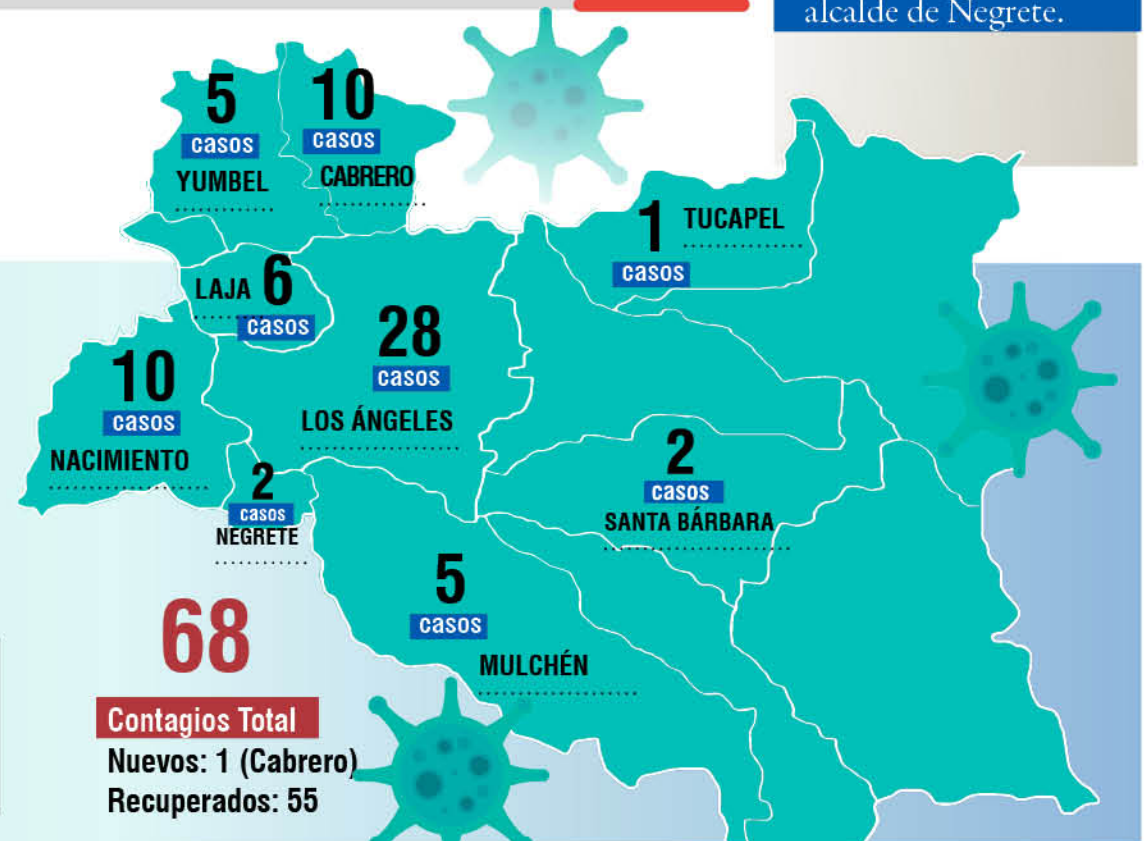 alcalde de Negrete.
5
casos
YUMBEL
10
casos
CABRERO
1
casos
TUCAPEL
LAJA
6
casos
28
casos
LOS ÁNGELES
10
casos
NACIMIENTO
2
casos
NEGRETE
2
casos
SANTA BÁRBARA
5
casos
MULCHÉN
68
Contagios Total
Nuevos: 1 (Cabrero)
Recuperados: 55